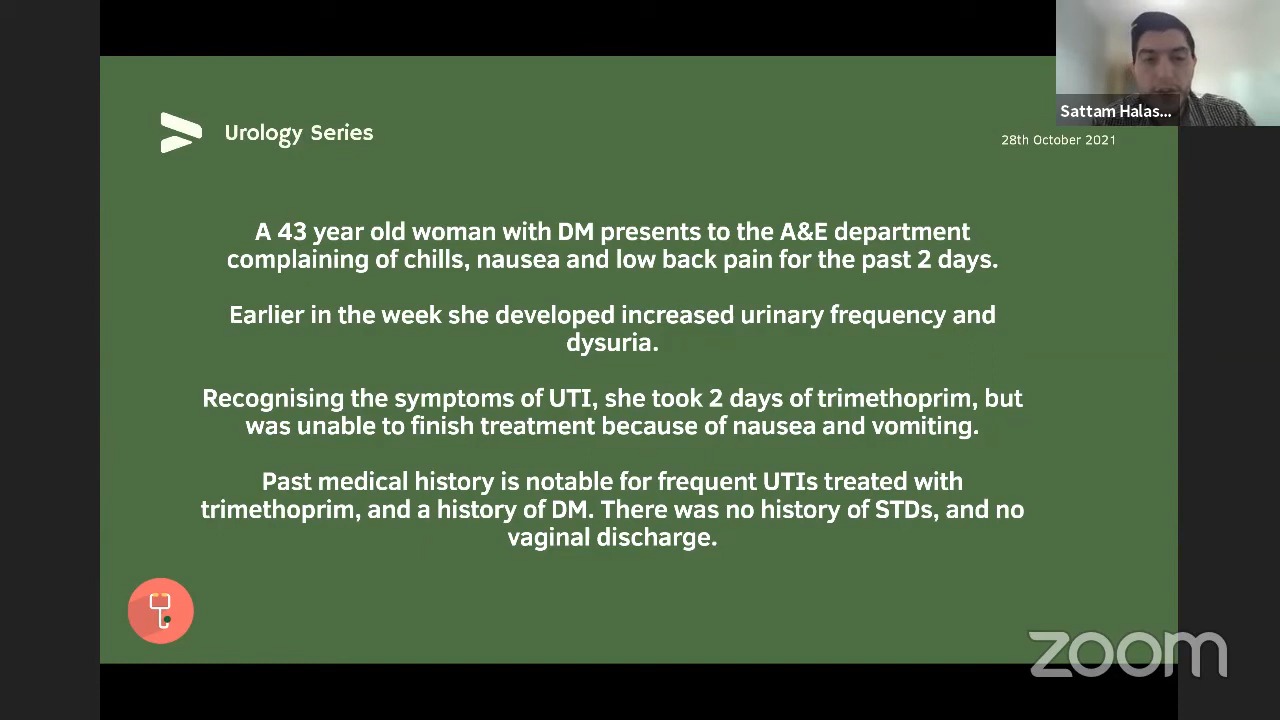 Sattam Halas...
Urology Series
28th October 2021
A 43 year old woman with DM presents to the A&E department
complaining of chills, nausea and low back pain for the past 2 days.
Earlier in the week she developed increased urinary frequency and
dysuria.
Recognising the symptoms of UTI, she took 2 days of trimethoprim, but
was unable to finish treatment because of nausea and vomiting.
Past medical history is notable for frequent UTIs treated with
trimethoprim, and a history of DM. There was no history of STDs, and no
vaginal discharge.
zoom